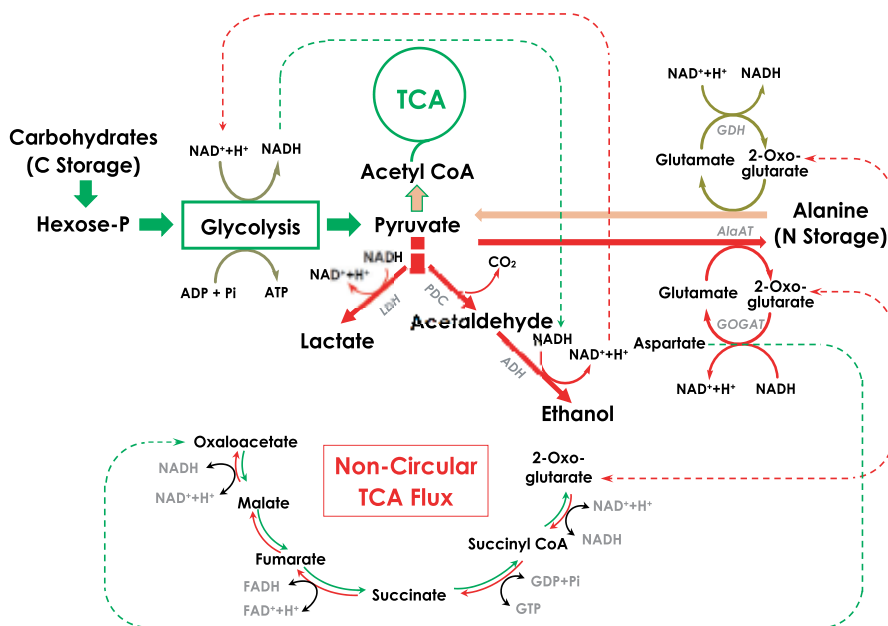 TCA
NAD⁺+H⁺
NADH
GDH
Carbohydrates
(C Storage)
NAD⁺+H⁺
NADH
Glutamate
2-Oxo-
glutarate
Acetyl CoA
Hexose-P
Glycolysis
Pyruvate
Alanine
(N Storage)
AlaAT
NADH
NAD⁺+H⁺
CO₂
ADP + Pi
ATP
LDH
PDC
Glutamate
2-Oxo-
glutarate
Lactate
Acetaldehyde
GOGAT
NADH
NAD⁺+H⁺
Aspartate
ADH
NAD⁺+H⁺
NADH
Ethanol
Oxaloacetate
NADH
NAD⁺+H⁺
Malate
Non-Circular
TCA Flux
2-Oxo-
glutarate
NAD⁺+H⁺
NADH
Fumarate
Succinyl CoA
FADH
FAD⁺+H⁺
Succinate
GDP+Pi
GTP